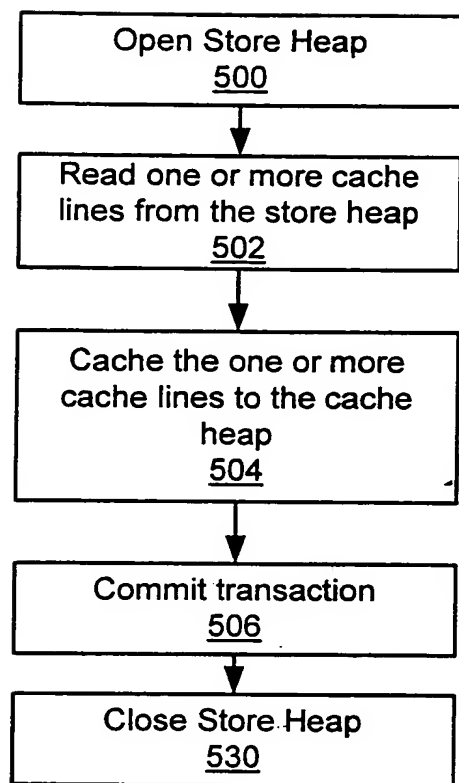 Open Store Heap
500
Read one or more cache
lines from the store heap
502
Cache the one or more
cache lines to the cache
heap
504
Commit transaction
506
Close Store Heap
530